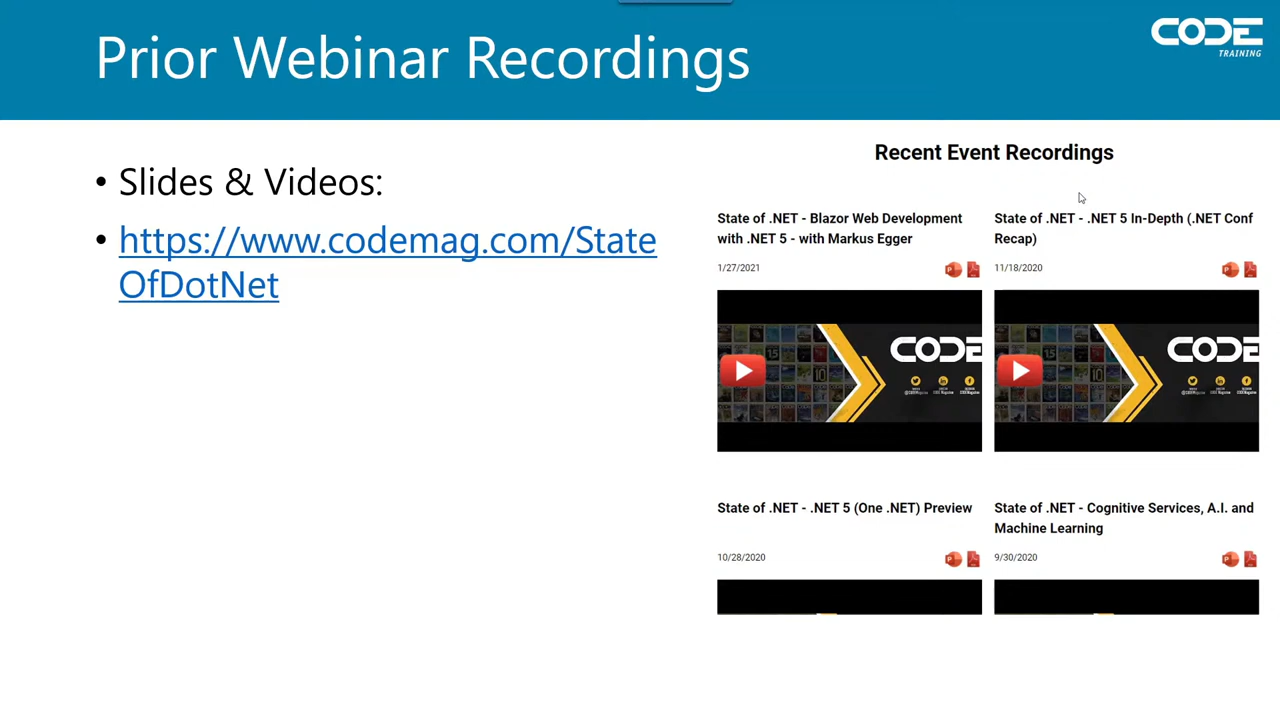 Prior Webinar Recordings
CODE
TRAINING
• Slides & Videos:
• https://www.codemag.com/State
OfDotNet
Recent Event Recordings
State of .NET - Blazor Web Development
with .NET 5 - with Markus Egger
1/27/2021
State of .NET - .NET 5 In-Depth (.NET Conf
Recap)
11/18/2020
CODE
CODE
State of .NET - .NET 5 (One .NET) Preview
10/28/2020
State of .NET - Cognitive Services, A.I. and
Machine Learning
9/30/2020